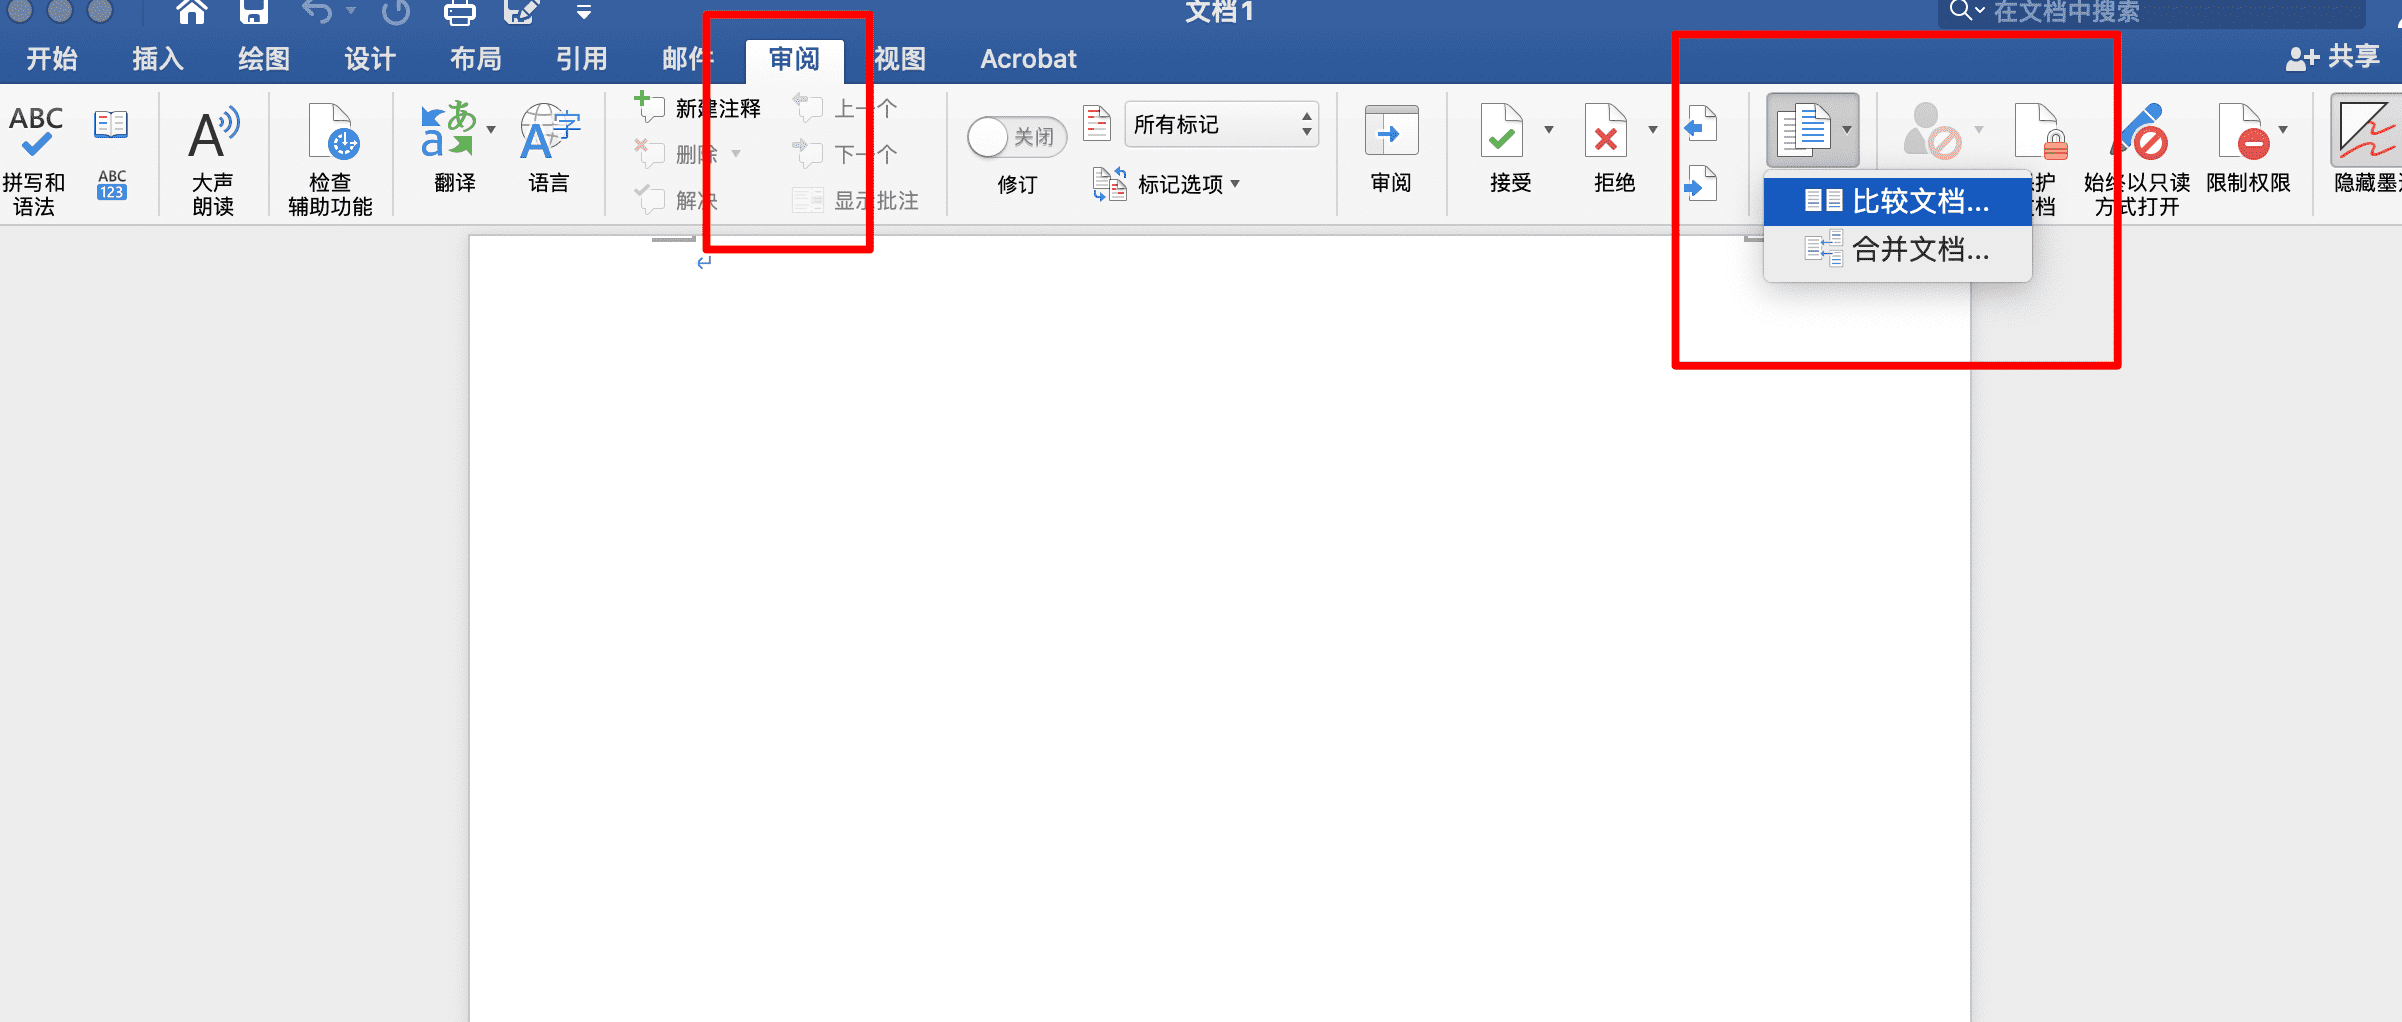 文档1
在文档中搜索
开始 插入 绘图 设计 布局 引用 邮件 审阅 视图 Acrobat
共享
ABC
拼写和
语法
ABC
123
大声
朗读
检查
辅助功能
翻译
语言
新建注释
删除
解决
上一个
下一个
显示批注
关闭
修订
所有标记
标记选项
审阅
接受
拒绝
比较文档...
合并文档...
护
档
始终以只读
方式打开
限制权限
隐藏墨